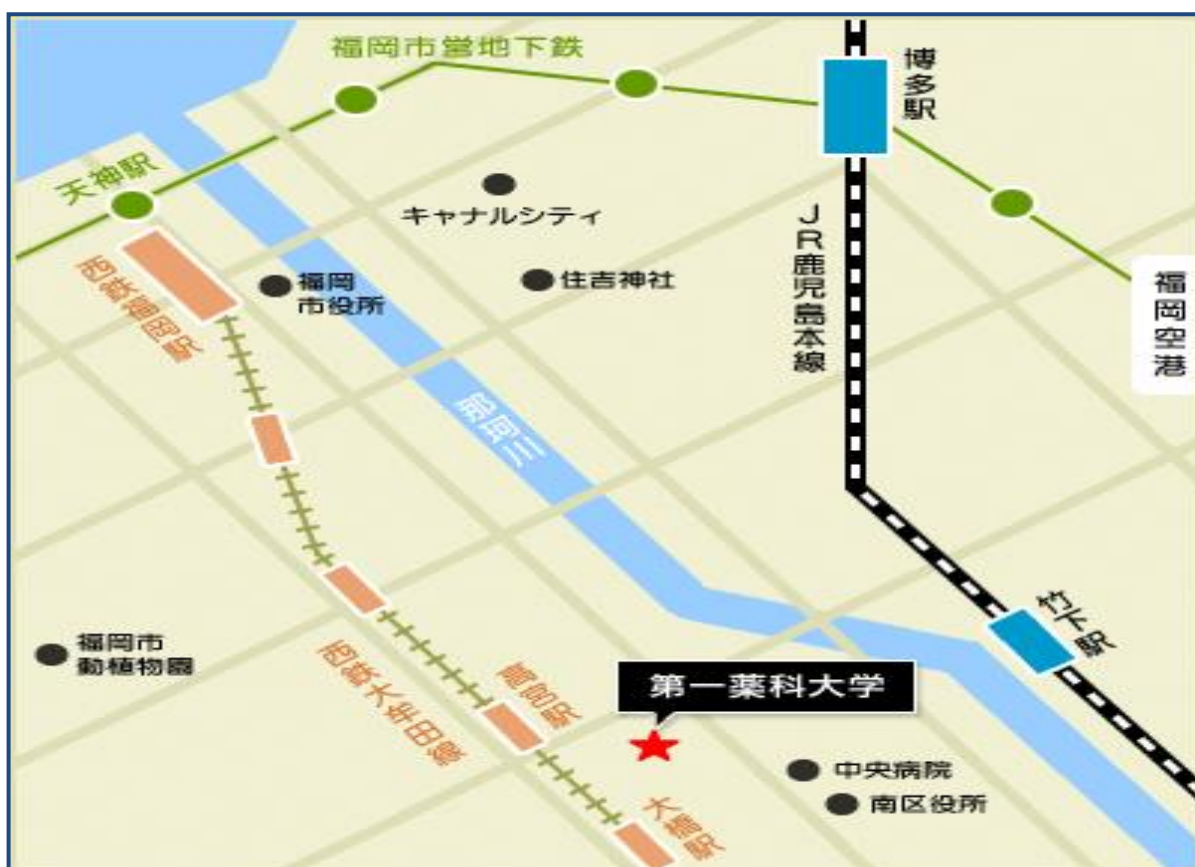 福岡市営地下鉄
博多駅
天神駅
キャナルシティ
JR鹿児島本線
西鉄福岡駅
福岡
市役所
住吉神社
福岡空港
那珂川
竹下駅
福岡市
動植物園
西鉄大牟田線
高宮駅
第一薬科大学
中央病院
南区役所
大橋駅